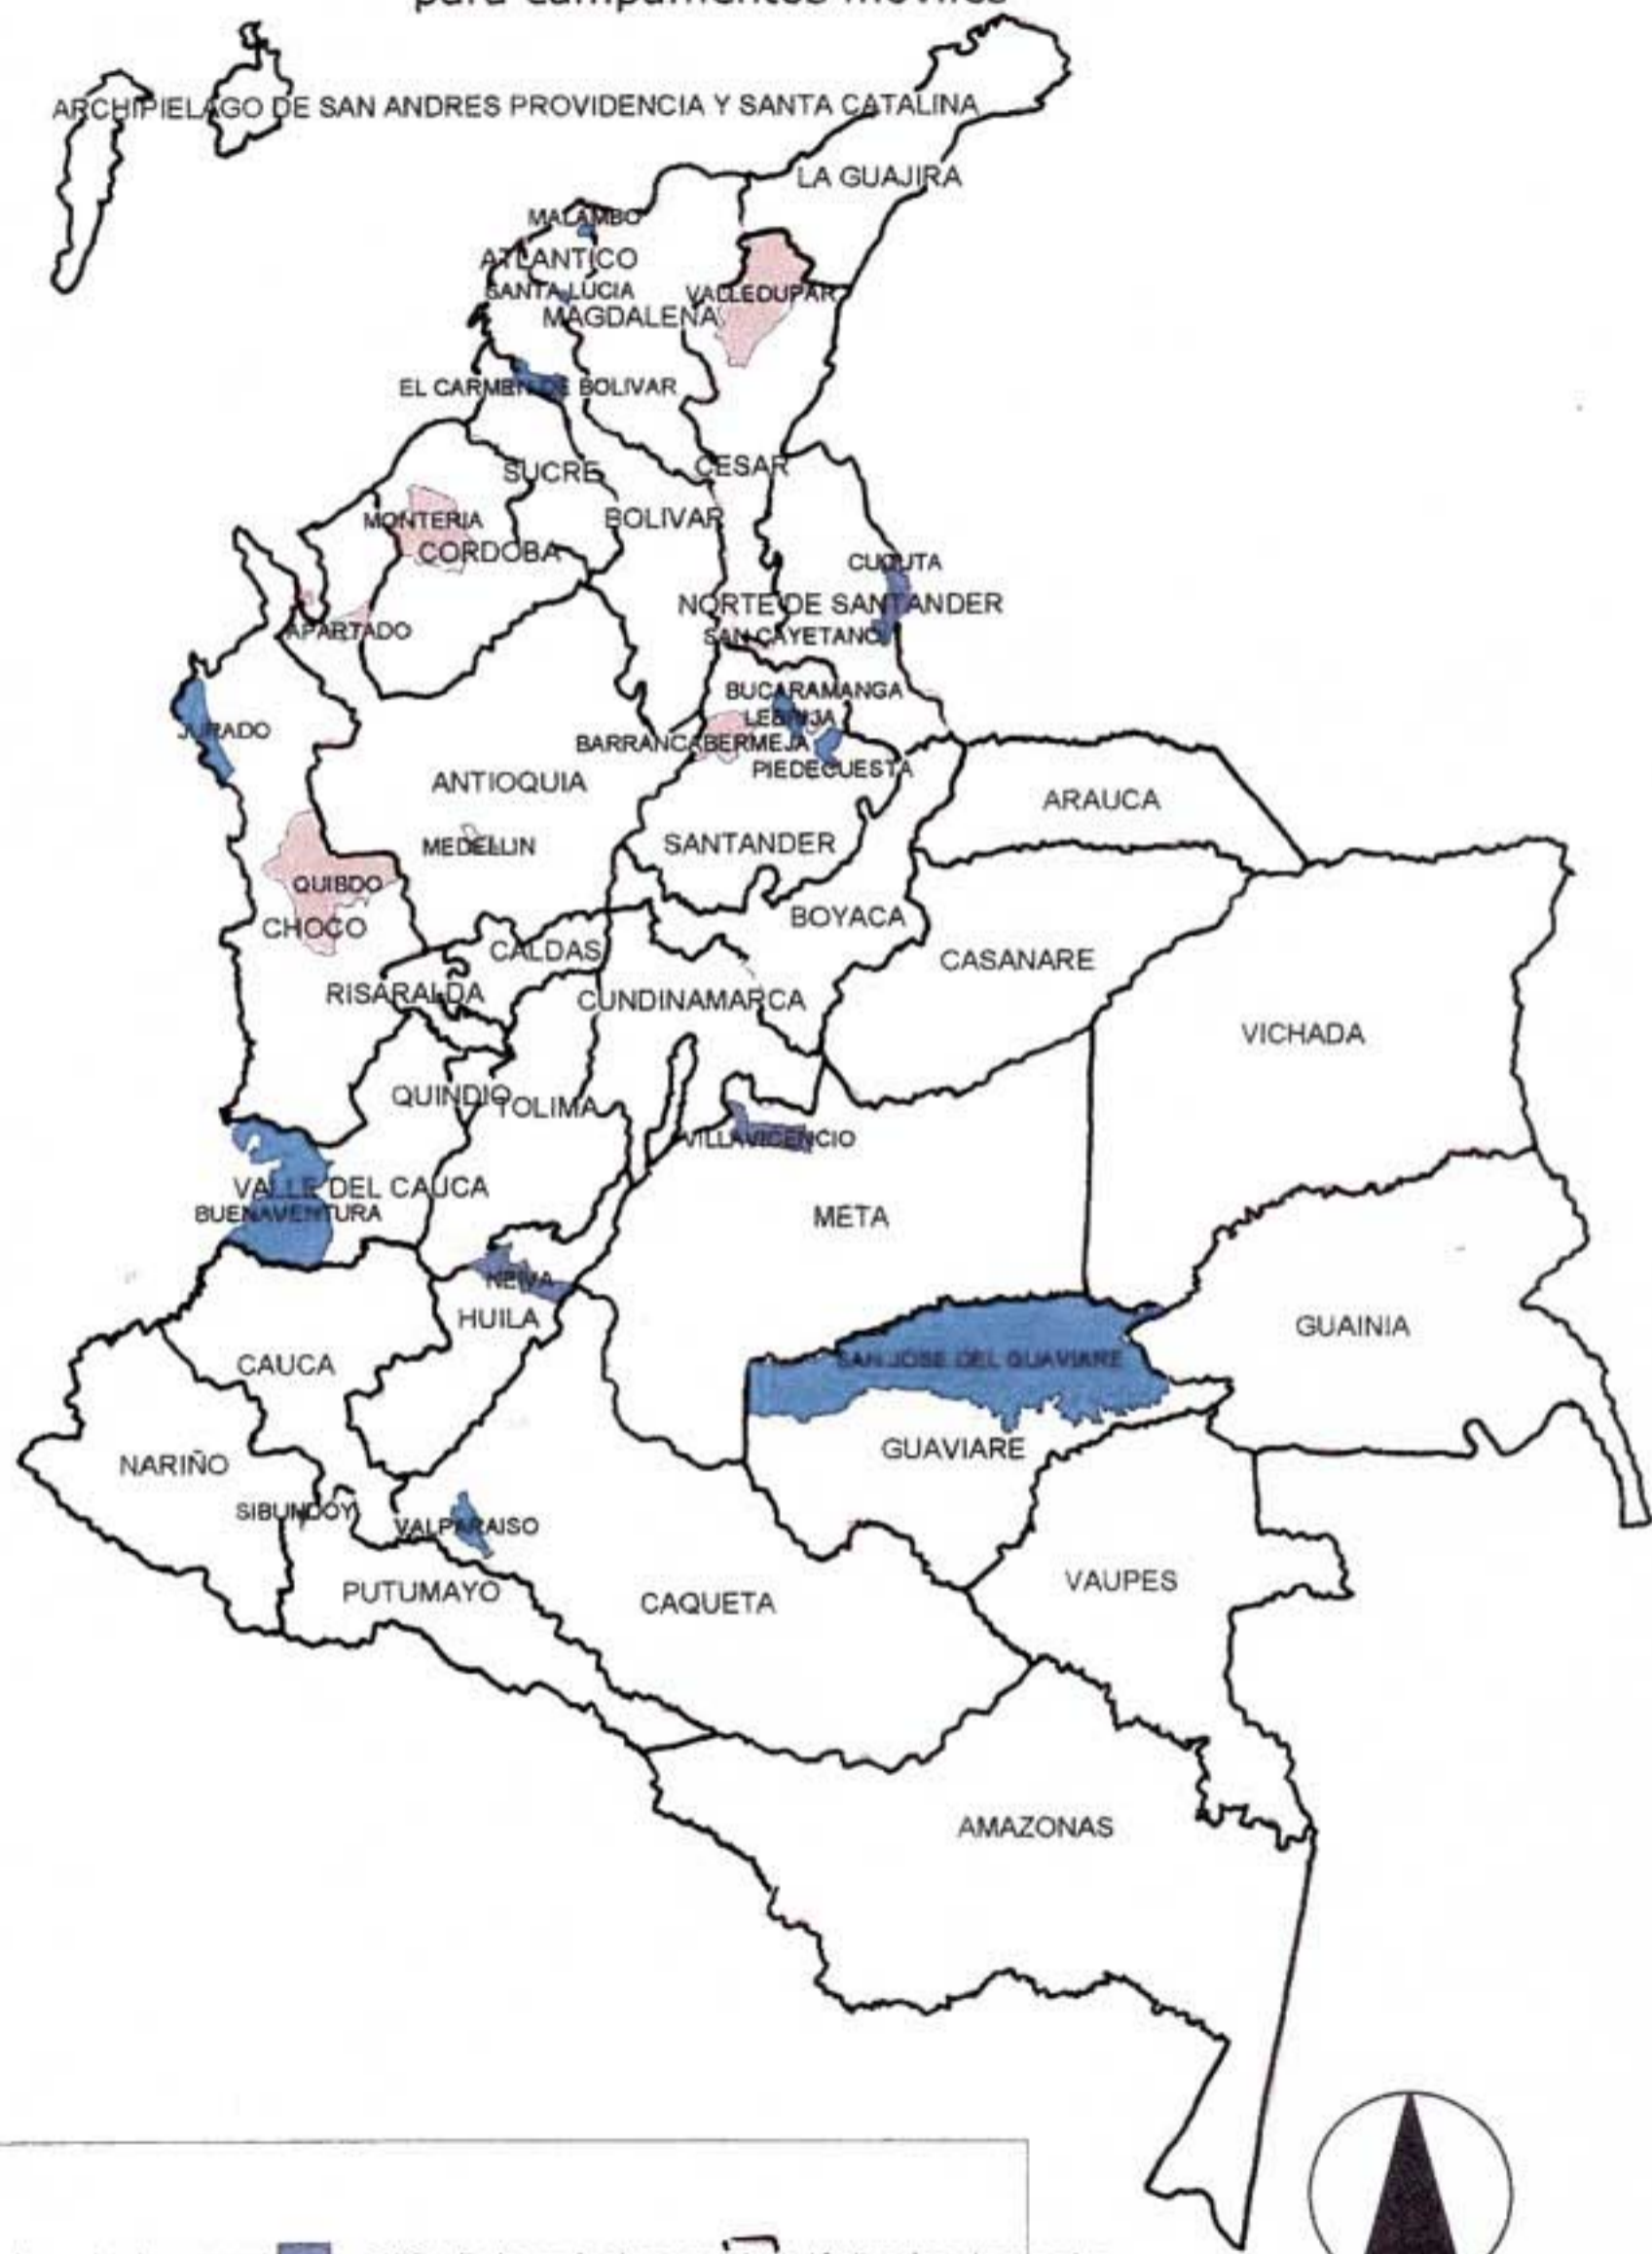 para campamentos móviles
ARCHIPIELAGO DE SAN ANDRES PROVIDENCIA Y SANTA CATALINA
LA GUAJIRA
MALAMBO
ATLANTICO
SANTA LUCIA
VALLEDUPAR
MAGDALENA
EL CARMEN DE BOLIVAR
SUCRE
CESAR
MONTERIA
BOLIVAR
CORDOBA
CUCUTA
NORTE DE SANTANDER
APARTADO
SAN CAYETANO
BUCARAMANGA
LEBRIJA
JURADO
BARRANCABERMEJA
PIEDECUESTA
ANTIOQUIA
ARAUCA
MEDELLIN
SANTANDER
QUIBDO
CHOCO
BOYACA
CALDAS
CASANARE
RISARALDA
CUNDINAMARCA
VICHADA
QUINDIO
TOLIMA
VILLAVICENCIO
VALLE DEL CAUCA
BUENAVENTURA
META
NEIVA
HUILA
GUAINIA
CAUCA
SAN JOSE DEL GUAVIARE
GUAVIARE
NARIÑO
SIBUNDOY
VALPARAISO
PUTUMAYO
CAQUETA
VAUPES
AMAZONAS